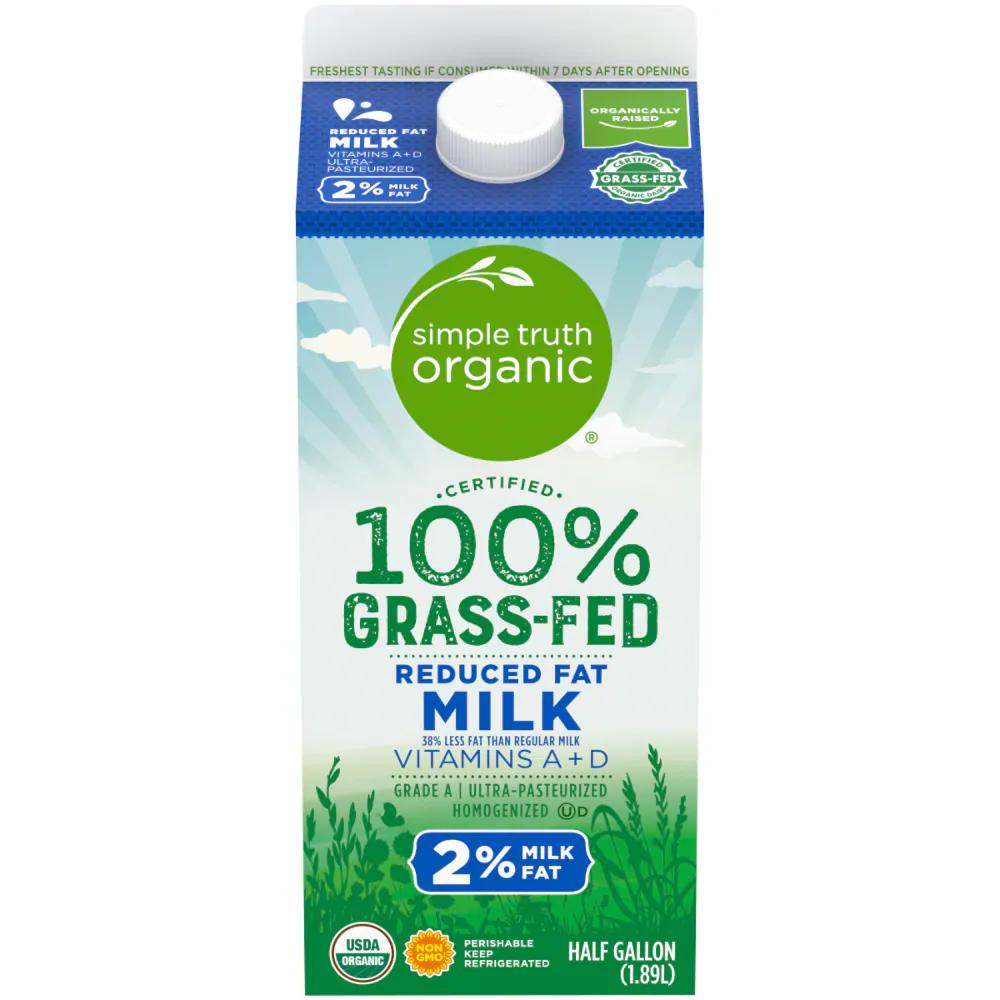 FRESHEST TASTING IF CONSUMED WITHIN 7 DAYS AFTER OPENING
REDUCED FAT
MILK
VITAMINS A+D
ULTRA-
PASTEURIZED
2% MILK FAT
ORGANICALLY
RAISED
CERTIFIED
GRASS-FED
ORGANIC DAIRY
simple truth
organic
®
•CERTIFIED•
100%
GRASS-FED
REDUCED FAT
MILK
38% LESS FAT THAN REGULAR MILK
VITAMINS A+D
GRADE A | ULTRA-PASTEURIZED
HOMOGENIZED Ⓤ D
2% MILK FAT
USDA
ORGANIC
NON
GMO
PERISHABLE
KEEP
REFRIGERATED
HALF GALLON
(1.89L)